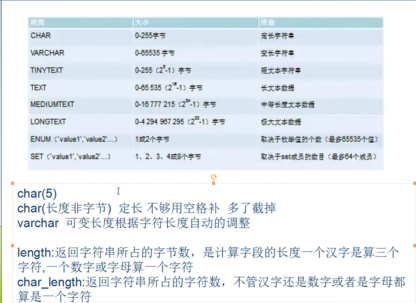 类型 大小 用途
CHAR 0-255字节 定长字符串
VARCHAR 0-65535 字节 变长字符串
TINYTEXT 0-255（2⁸-1）字节 短文本字符串
TEXT 0-65 535（2¹⁶-1）字节 长文本数据
MEDIUMTEXT 0-16 777 215（2²⁴-1）字节 中等长度文本数据
LONGTEXT 0-4 294 967 295（2³²-1）字节 极大文本数据
ENUM（'value1','value2'...） 1或2个字节 取决于枚举值的个数（最多65535个值）
SET（'value1','value2'...） 1、2、3、4或8个字节 取决于set成员的数目（最多64个成员）
char(5)
char(长度非字节) 定长 不够用空格补 多了截掉
varchar 可变长度根据字符长度自动的调整
length:返回字符串所占的字节数，是计算字段的长度一个汉字是算三个
字符,一个数字或字母算一个字符
char_length:返回字符串所占的字符数，不管汉字还是数字或者是字母都
算是一个字符